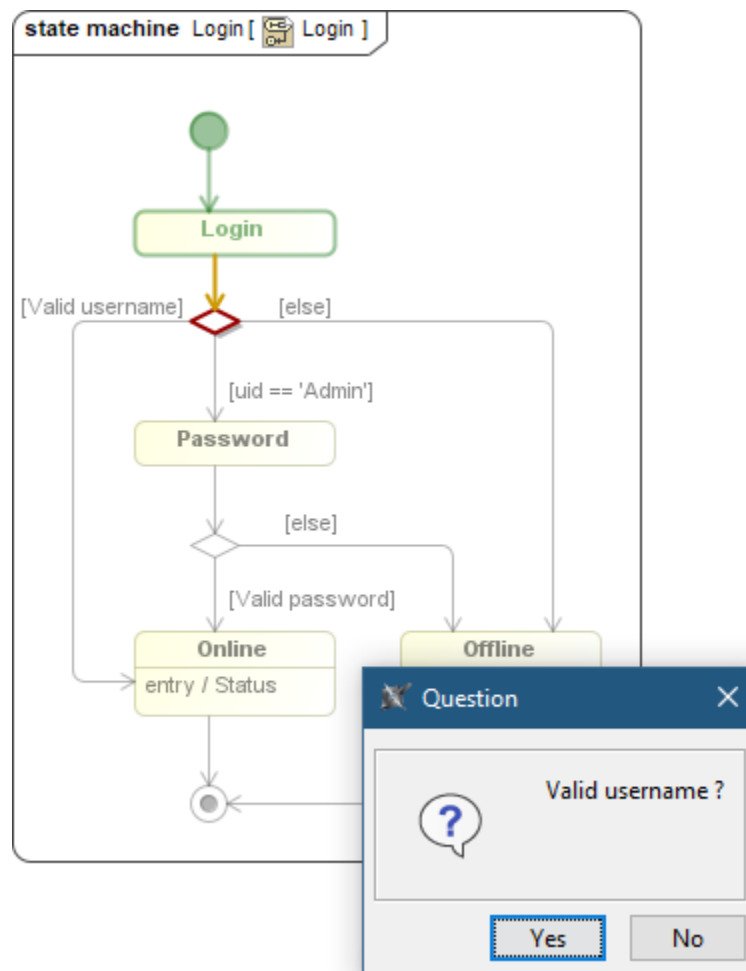 state machine Login [ Login ]
Login
[Valid username]
[else]
[uid == 'Admin']
Password
[else]
[Valid password]
Online
entry / Status
Offline
Question
Valid username ?
Yes
No